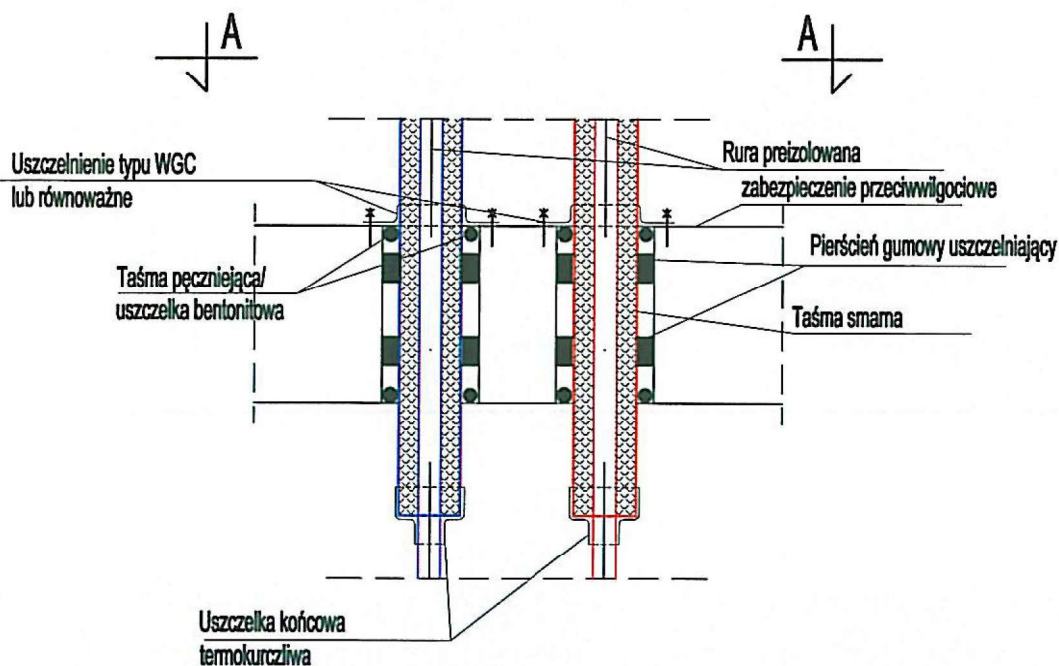 A
A
Uszczelnienie typu WGC
lub równoważne
Rura preizolowana
zabezpieczenie przeciwwilgociowe
Taśma pęczniejąca/
uszczelka bentonitowa
Pierścień gumowy uszczelniający
Taśma smarna
Uszczelka końcowa
termokurczliwa